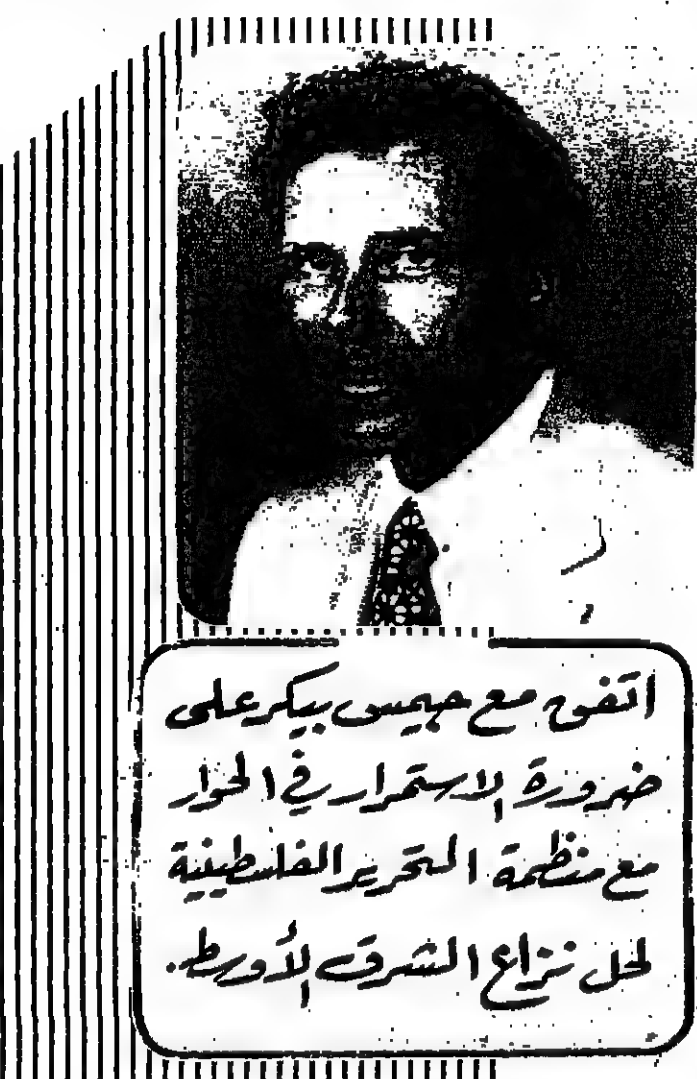 اتفق مع جيمس بيكر على
ضرورة الاستمرار في الحوار
مع منظمة التحرير الفلسطينية
لحل نزاع الشرق الأوسط.